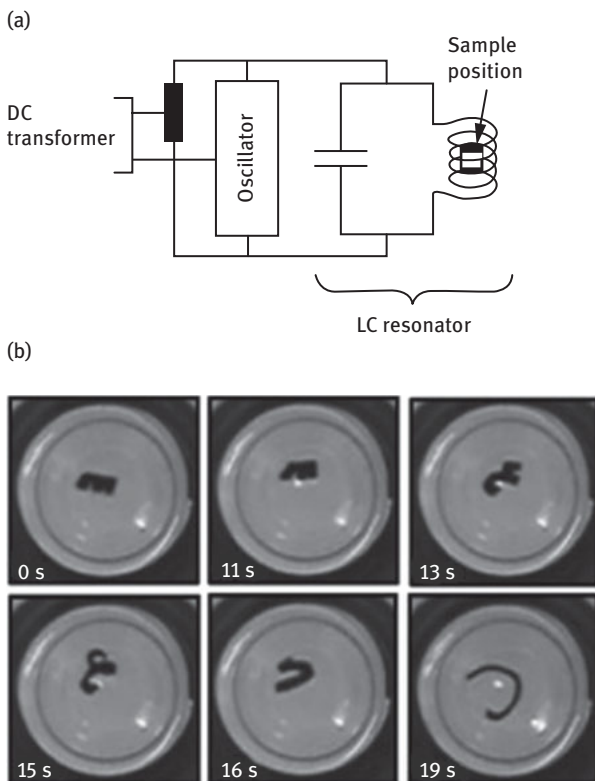 (a)
Sample
position
DC
transformer
Oscillator
LC resonator
(b)
0 s
11 s
13 s
15 s
16 s
19 s